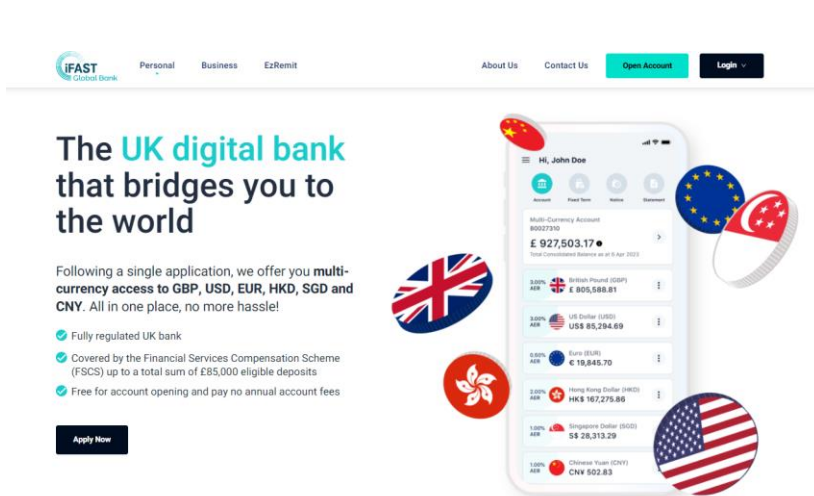 iFAST
Global Bank
Personal
Business
EzRemit
About Us
Contact Us
Open Account
Login
The UK digital bank
that bridges you to
the world
Following a single application, we offer you multi-
currency access to GBP, USD, EUR, HKD, SGD and
CNY. All in one place, no more hassle!
Fully regulated UK bank
Covered by the Financial Services Compensation Scheme
(FSCS) up to a total sum of £85,000 eligible deposits
Free for account opening and pay no annual account fees
Apply Now
Hi, John Doe
Account
Fixed Term
Notice
Statement
Multi-Currency Account
80027310
£ 927,503.17
Total Consolidated Balance as at 6 Apr 2023
3.00%
AER
British Pound (GBP)
£ 805,588.81
3.00%
AER
US Dollar (USD)
US$ 85,294.69
0.50%
AER
Euro (EUR)
€ 19,845.70
2.00%
AER
Hong Kong Dollar (HKD)
HK$ 167,275.86
1.00%
AER
Singapore Dollar (SGD)
S$ 28,313.29
1.00%
AER
Chinese Yuan (CNY)
CN¥ 502.83